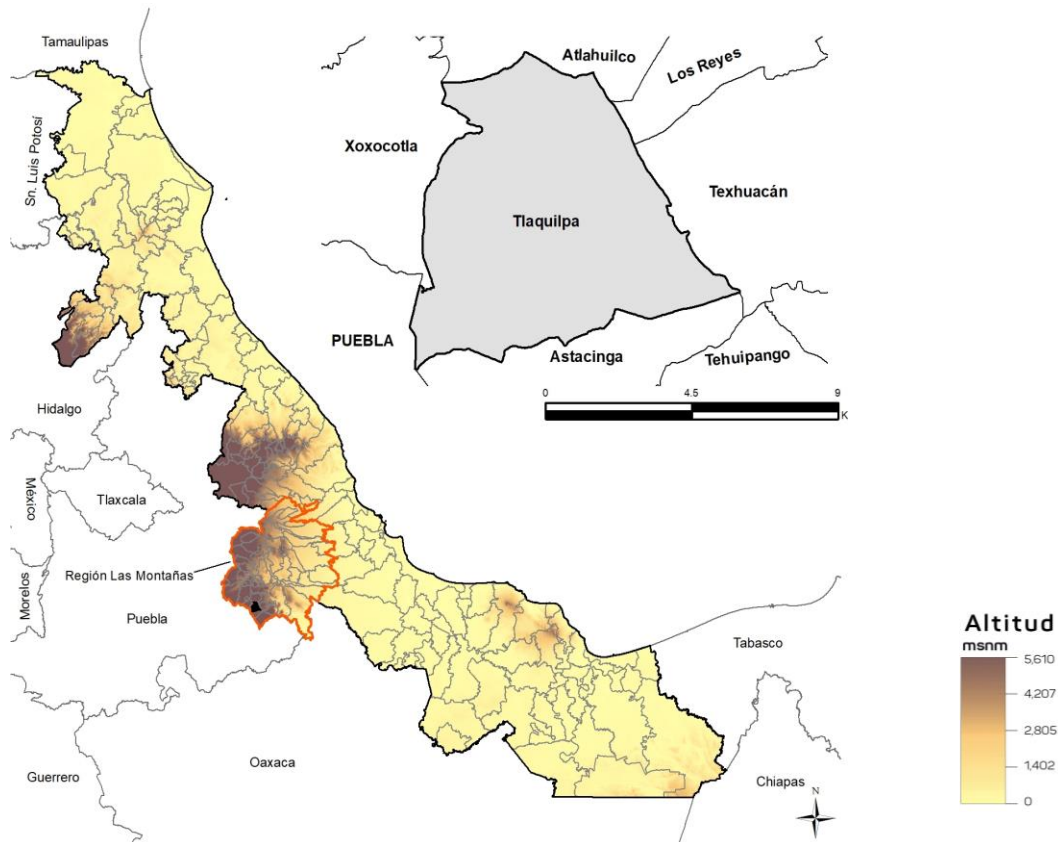 Tamaulipas
Sn. Luis Potosí
Hidalgo
México
Tlaxcala
Morelos
Región Las Montañas
Puebla
Guerrero
Oaxaca
Tabasco
Chiapas
Atlahuilco
Los Reyes
Xoxocotla
Texhuacán
Tlaquilpa
PUEBLA
Astacinga
Tehuipango
0 4.5 9
K
Altitud
msnm
5,610
4,207
2,805
1402
0
N